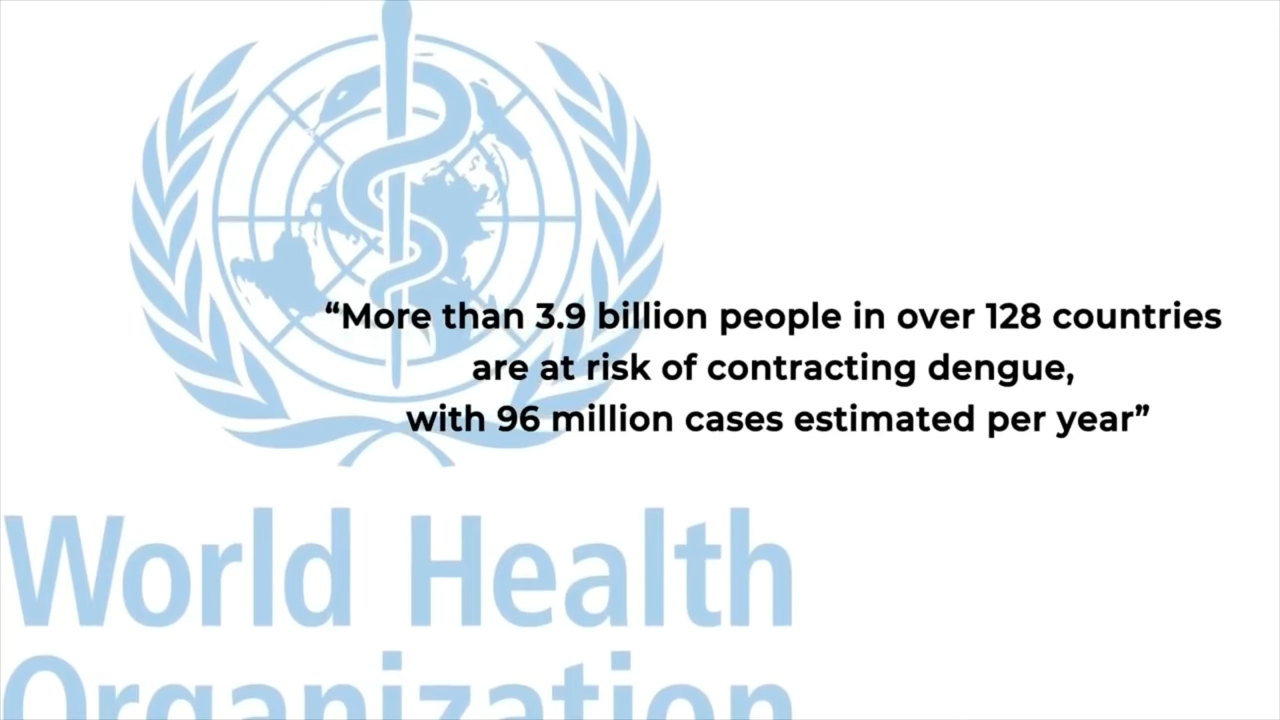 “More than 3.9 billion people in over 128 countries
are at risk of contracting dengue,
with 96 million cases estimated per year”
World Health
Organization